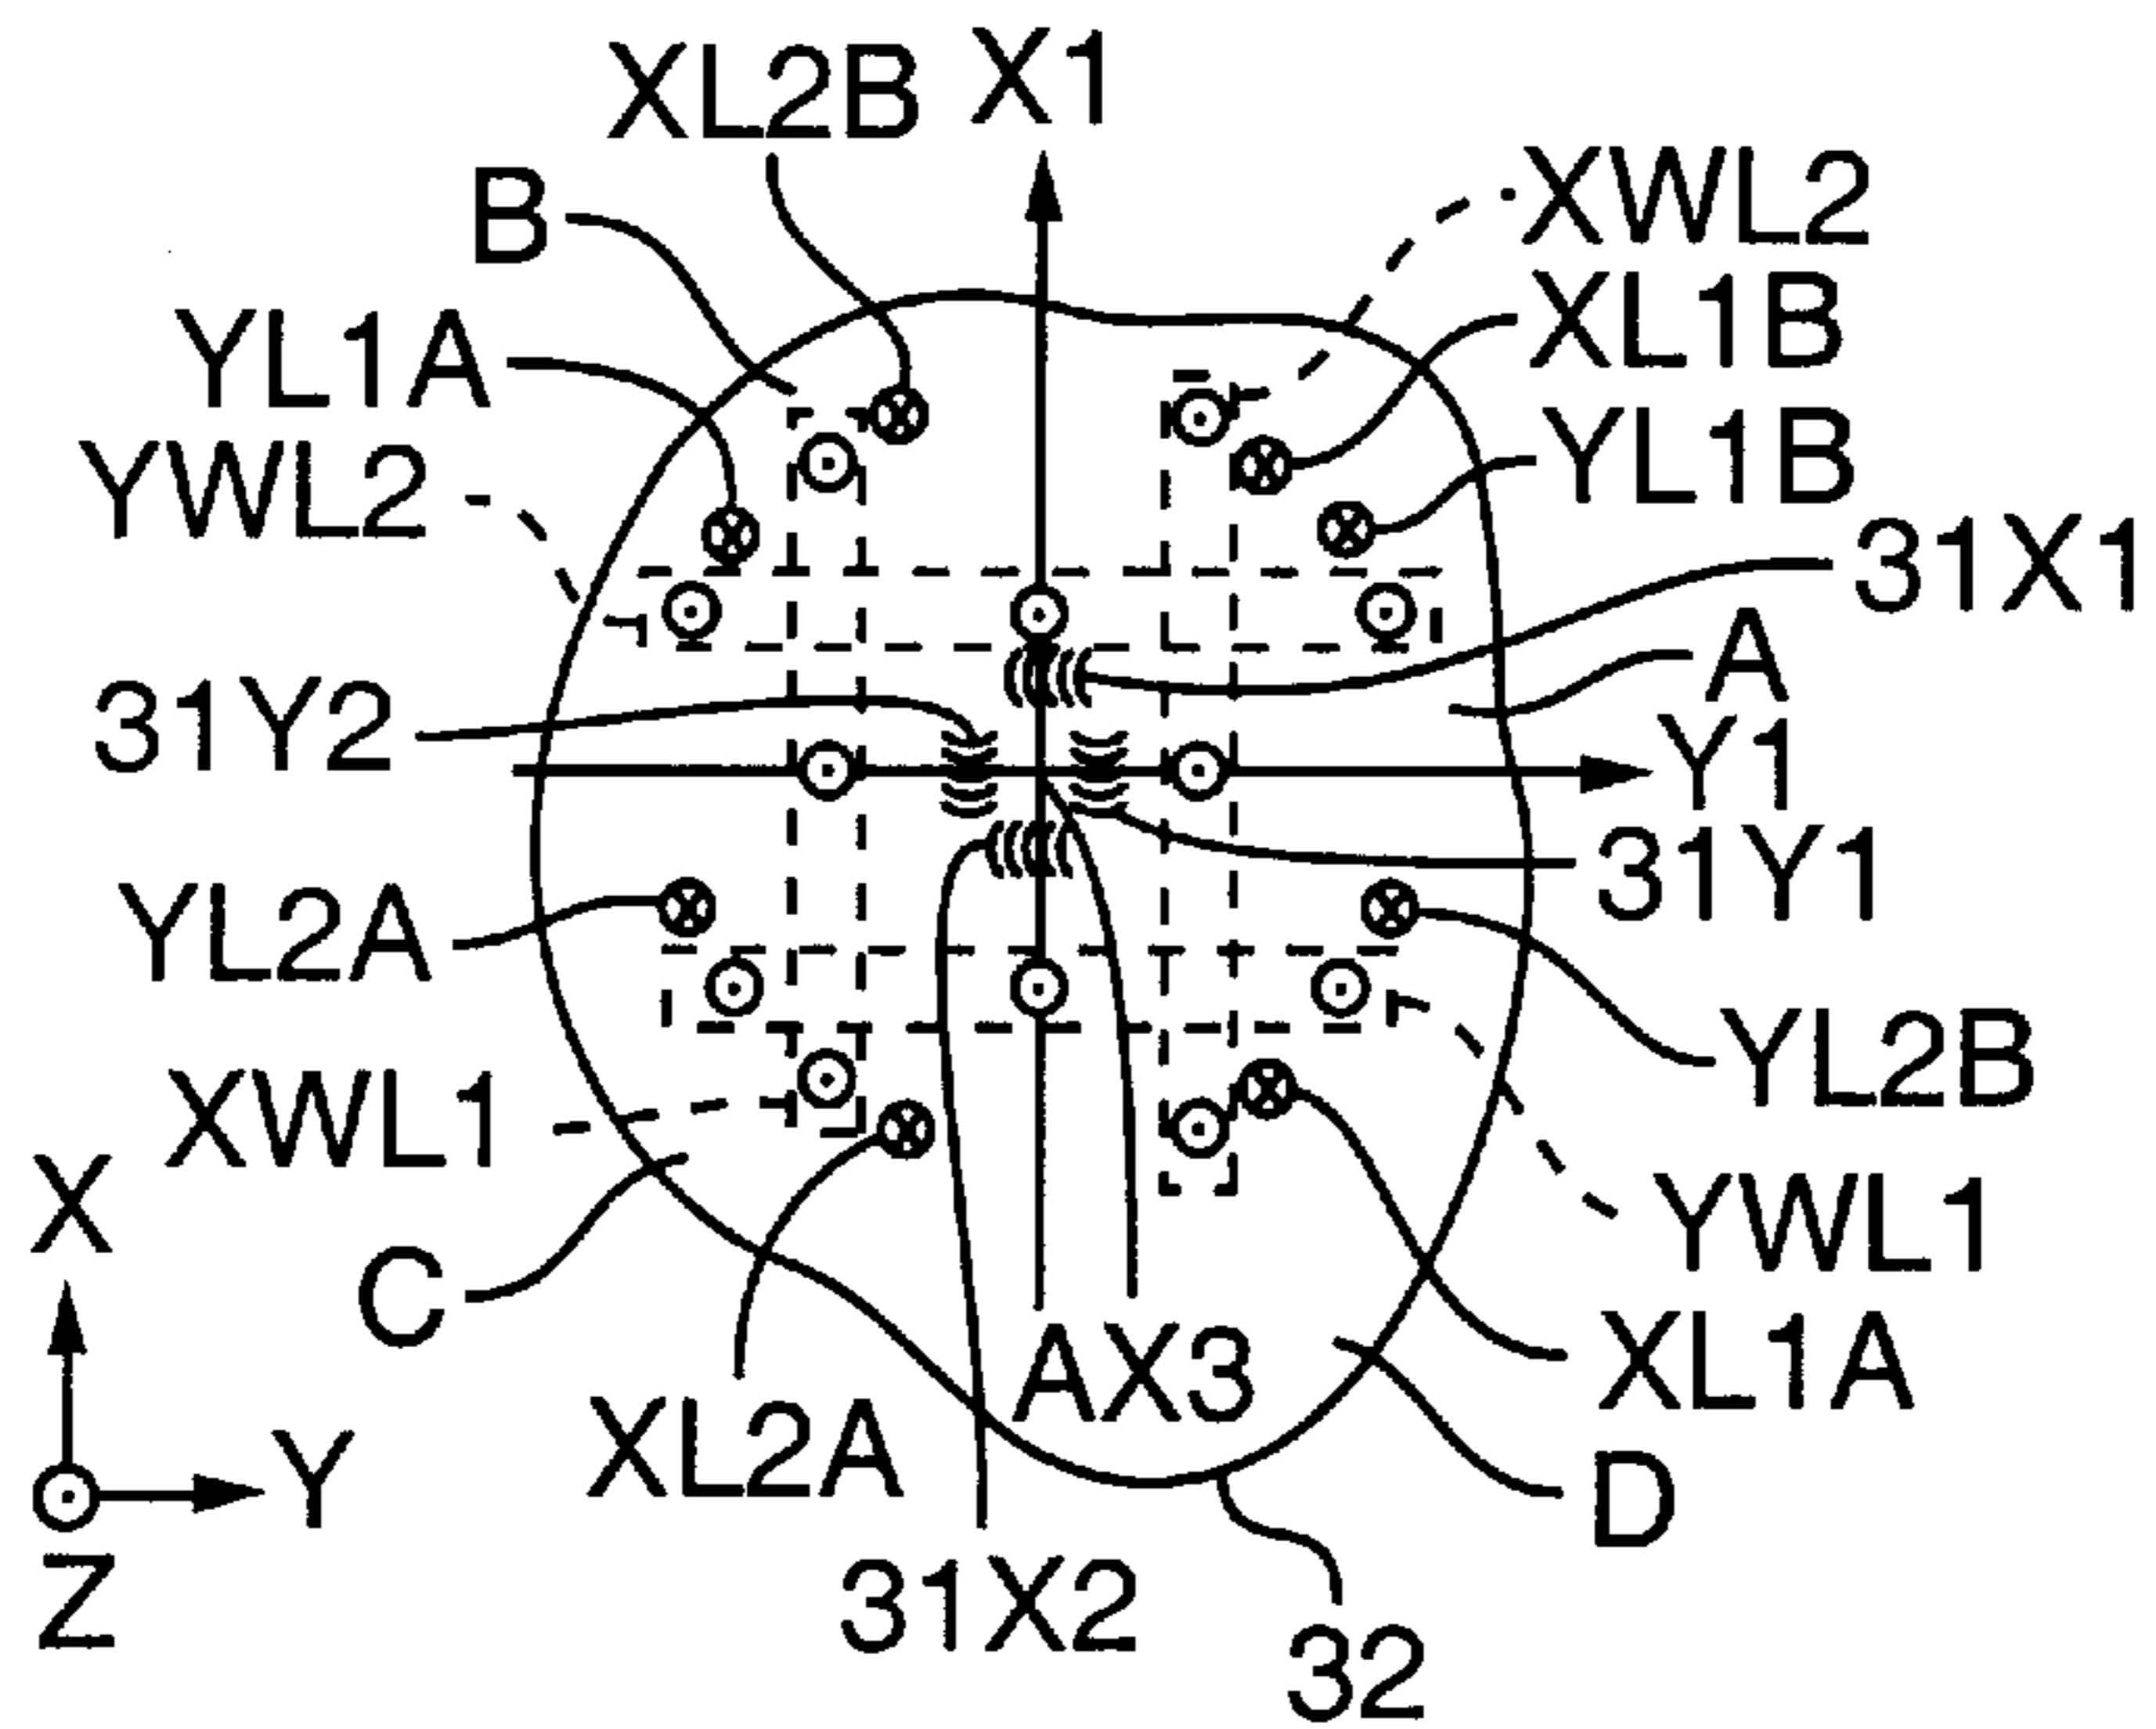 XL2B X1
B
XWL2
YL1A
XL1B
YWL2
YL1B
31X1
A
31Y2
Y1
31Y1
YL2A
YL2B
XWL1
X
YWL1
C
XL1A
AX3
XL2A
Y
D
Z
31X2
32